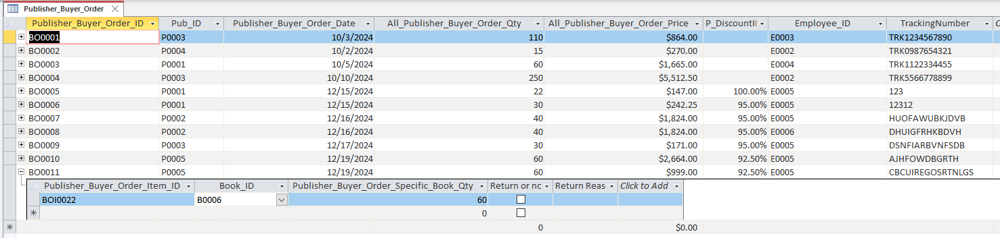 Publisher_Buyer_Order
Publisher_Buyer_Order_ID Pub_ID Publisher_Buyer_Order_Date All_Publisher_Buyer_Order_Qty All_Publisher_Buyer_Order_Price P_DiscountI Employee_ID TrackingNumber C
BO0001 P0003 10/3/2024 110 $864.00 E0003 TRK1234567890
BO0002 P0004 10/2/2024 15 $270.00 E0002 TRK0987654321
BO0003 P0001 10/5/2024 60 $1,665.00 E0004 TRK1122334455
BO0004 P0003 10/10/2024 250 $5,512.50 E0002 TRK5566778899
BO0005 P0001 12/15/2024 22 $147.00 100.00% E0005 123
BO0006 P0001 12/15/2024 30 $242.25 95.00% E0005 12312
BO0007 P0002 12/16/2024 40 $1,824.00 95.00% E0005 HUOFAWUBKJDVB
BO0008 P0002 12/16/2024 40 $1,824.00 95.00% E0006 DHUIGFRHKBDVH
BO0009 P0003 12/17/2024 30 $171.00 95.00% E0005 DSNFIARBVNFSDB
BO0010 P0005 12/19/2024 60 $2,664.00 92.50% E0005 AJHFOWDBGRTH
BO0011 P0005 12/19/2024 60 $999.00 92.50% E0005 CBCUIREGOSRTNLGS
Publisher_Buyer_Order_Item_ID Book_ID Publisher_Buyer_Order_Specific_Book_Qty Return or nc Return Reas Click to Add
BOI0022 B0006 60
0
0 $0.00